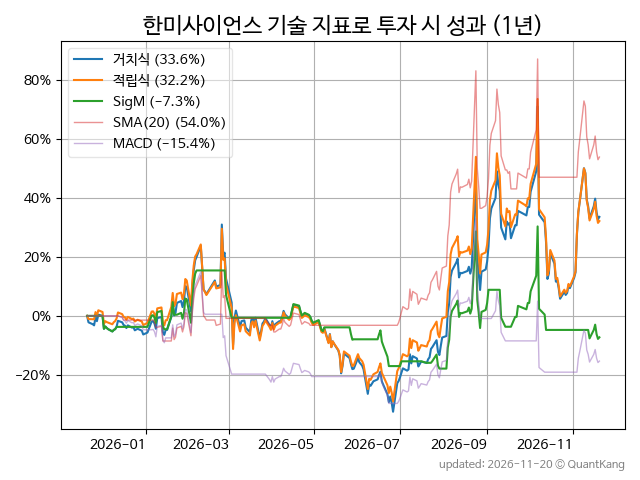 한미사이언스 기술 지표로 투자 시 성과 (1년)
거치식 (33.6%)
적립식 (32.2%)
SigM (−7.3%)
SMA(20) (54.0%)
MACD (−15.4%)
80%
60%
40%
20%
0%
−20%
2026-01 2026-03 2026-05 2026-07 2026-09 2026-11
updated: 2026-11-20 © QuantKang